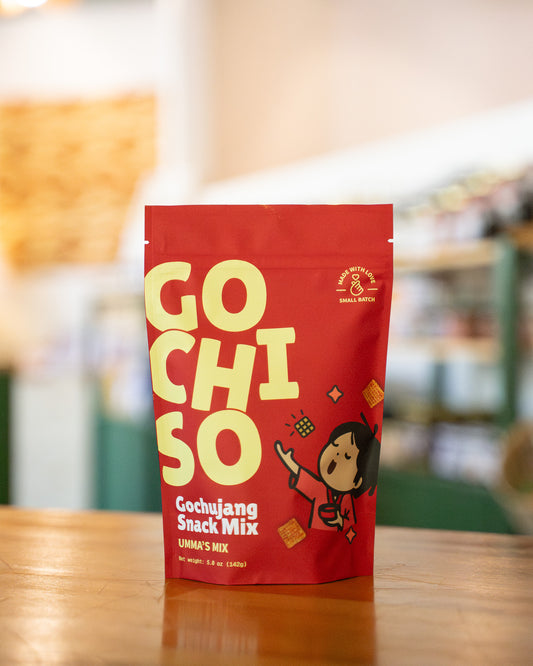 GO
CHI
SO
MADE WITH LOVE
SMALL BATCH
Gochujang
Snack Mix
UMMA'S MIX
Net weight: 5.0 oz (142g)